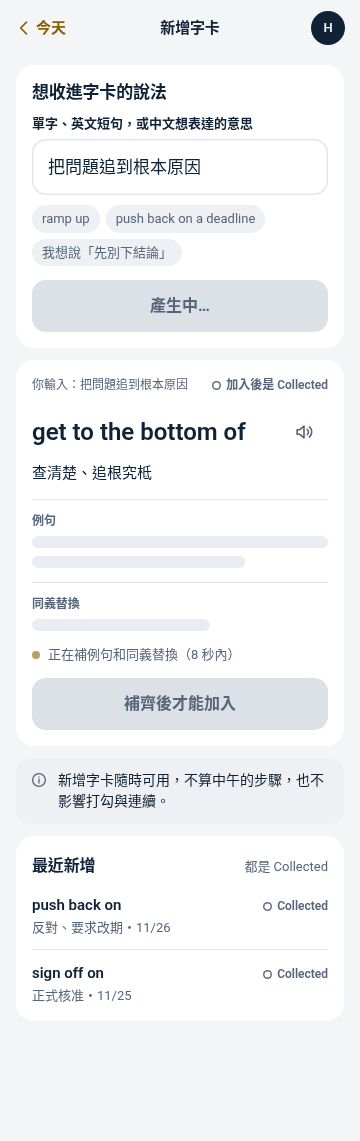 今天
新增字卡
H
想收進字卡的說法
單字、英文短句，或中文想表達的意思
把問題追到根本原因
ramp up
push back on a deadline
我想說「先別下結論」
產生中…
你輸入：把問題追到根本原因
加入後是 Collected
get to the bottom of
查清楚、追根究柢
例句
同義替換
正在補例句和同義替換（8 秒內）
補齊後才能加入
新增字卡隨時可用，不算中午的步驟，也不
影響打勾與連續。
最近新增
都是 Collected
push back on
Collected
反對、要求改期・11/26
sign off on
Collected
正式核准・11/25